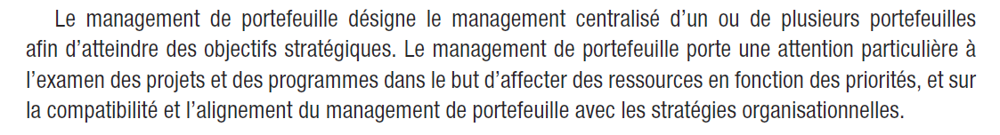 Le management de portefeuille désigne le management centralisé d’un ou de plusieurs portefeuilles
afin d’atteindre des objectifs stratégiques. Le management de portefeuille porte une attention particulière à
l’examen des projets et des programmes dans le but d’affecter des ressources en fonction des priorités, et sur
la compatibilité et l’alignement du management de portefeuille avec les stratégies organisationnelles.